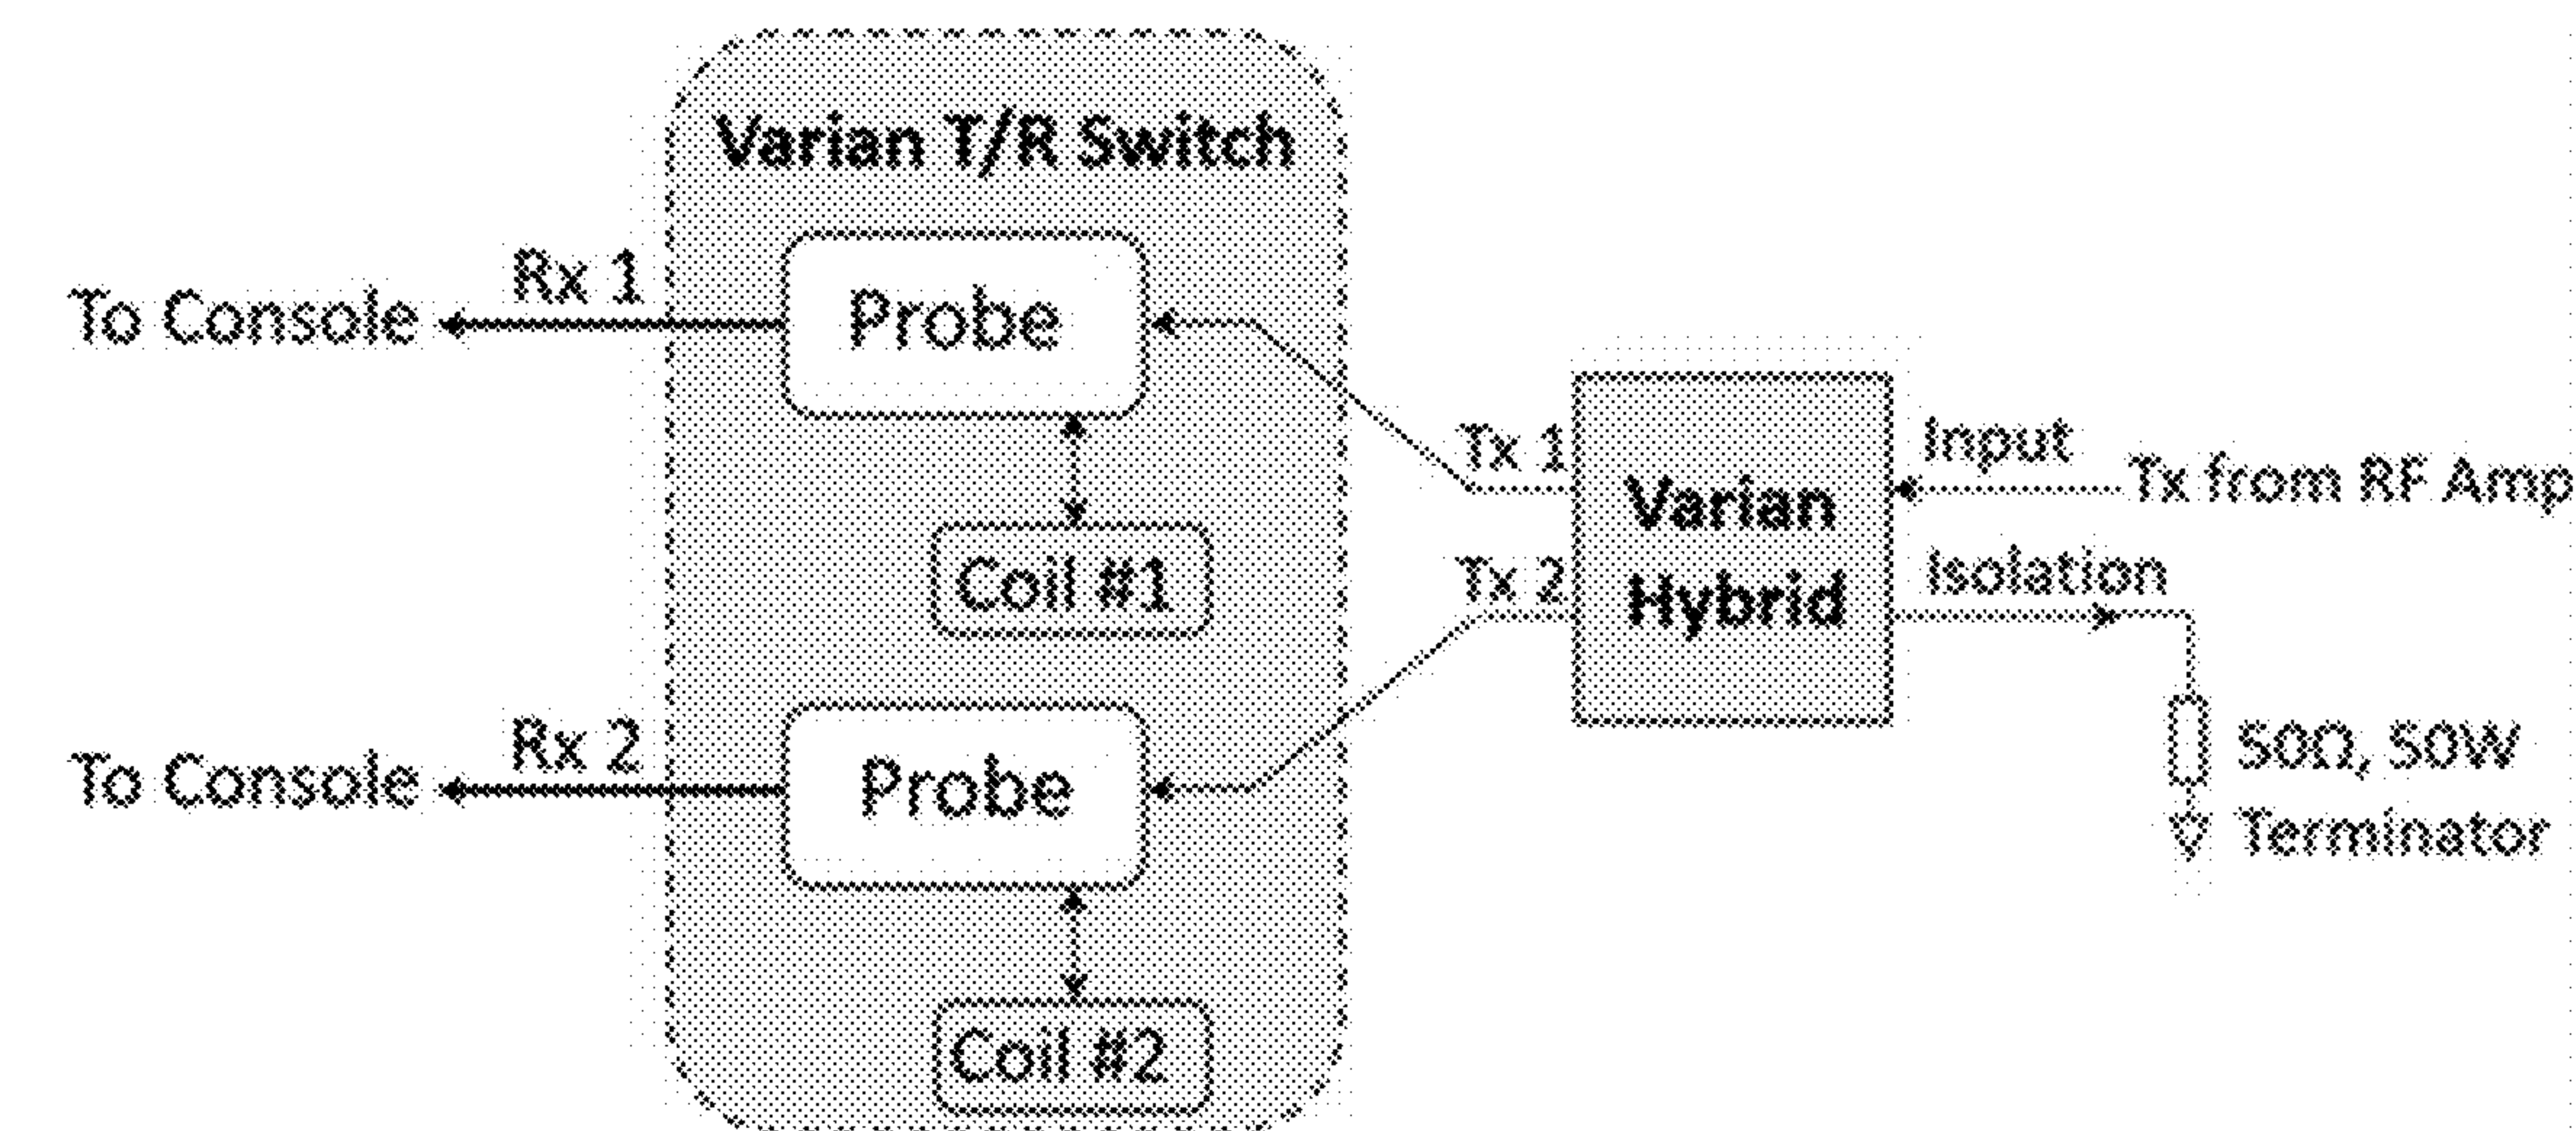 Varian T/R Switch
Rx 1
To Console
Probe
Coil #1
Rx 2
To Console
Probe
Coil #2
Tx 1
Tx 2
Varian
Hybrid
Input
Tx from RF Amp
Isolation
50Ω, 50W
Terminator